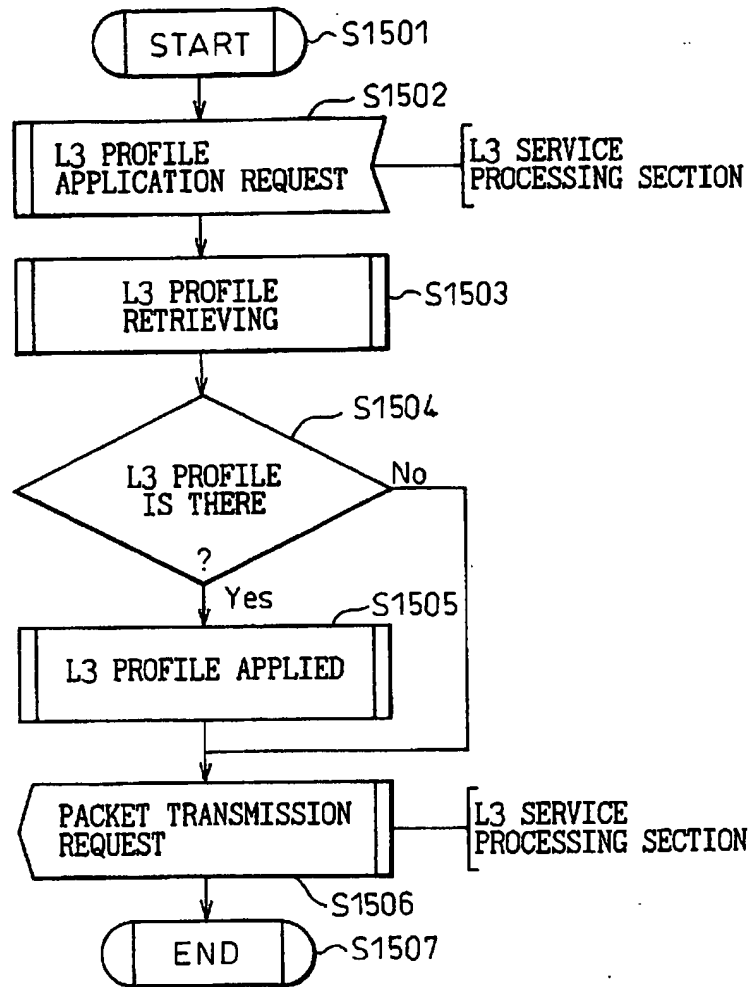 START
S1501
S1502
L3 PROFILE
APPLICATION REQUEST
L3 SERVICE
PROCESSING SECTION
L3 PROFILE
RETRIEVING
S1503
S1504
L3 PROFILE
IS THERE
?
No
Yes
S1505
L3 PROFILE APPLIED
PACKET TRANSMISSION
REQUEST
L3 SERVICE
PROCESSING SECTION
S1506
END
S1507